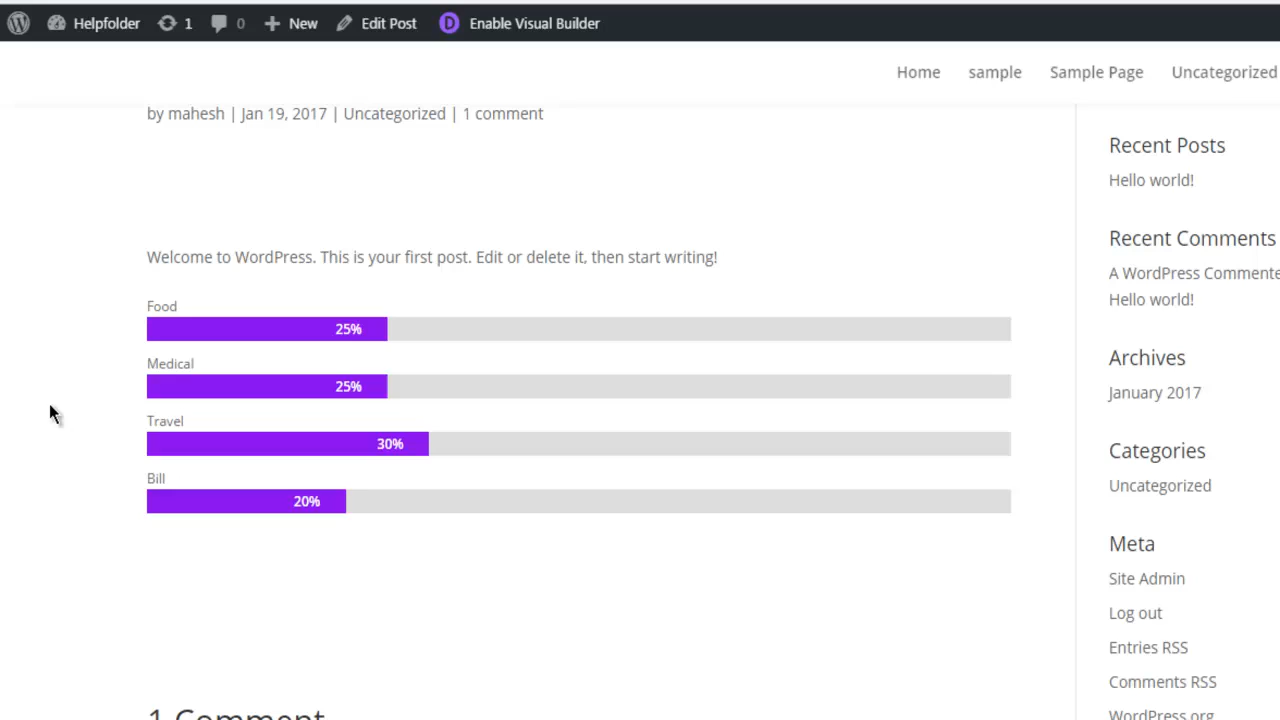 Helpfolder 1 0 New Edit Post D Enable Visual Builder
Home sample Sample Page Uncategorized
by mahesh | Jan 19, 2017 | Uncategorized | 1 comment
Welcome to WordPress. This is your first post. Edit or delete it, then start writing!
Food
25%
Medical
25%
Travel
30%
Bill
20%
1 Comment
Recent Posts
Hello world!
Recent Comments
A WordPress Commente
Hello world!
Archives
January 2017
Categories
Uncategorized
Meta
Site Admin
Log out
Entries RSS
Comments RSS
WordPress.org